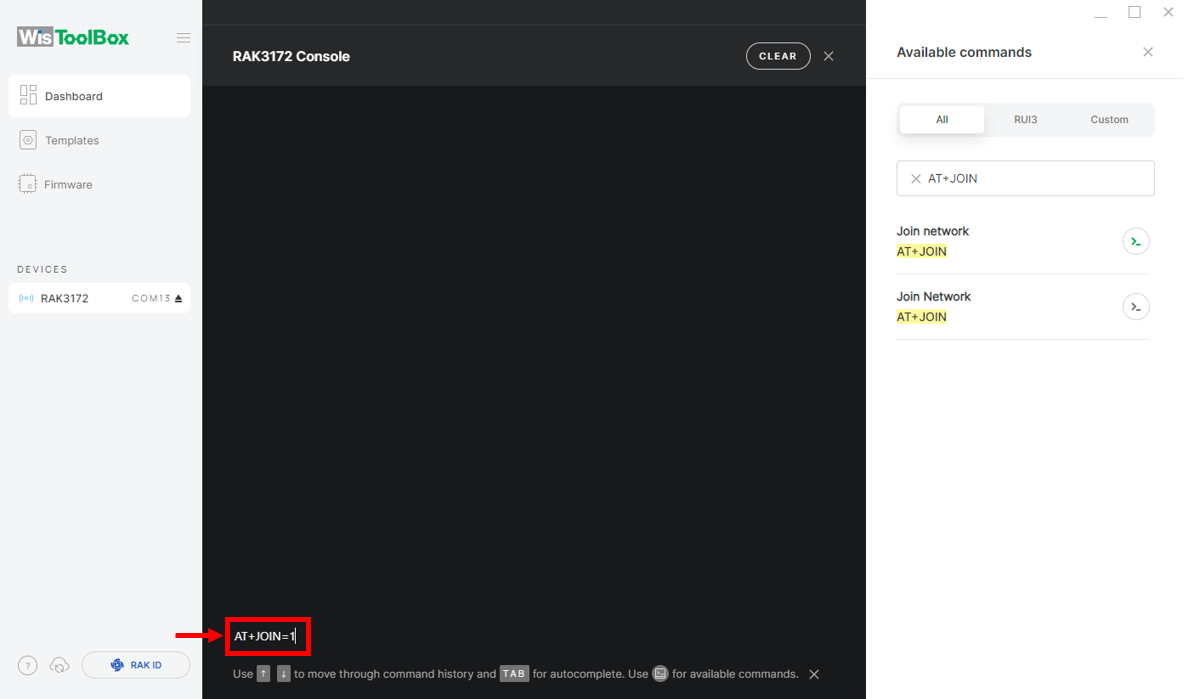 WisToolBox
Dashboard
Templates
Firmware
DEVICES
RAK3172 COM13
? RAK ID
RAK3172 Console
CLEAR
AT+JOIN=1
Use ↑ ↓ to move through command history and TAB for autocomplete. Use for available commands.
Available commands
All RUI3 Custom
AT+JOIN
Join network
AT+JOIN
Join Network
AT+JOIN